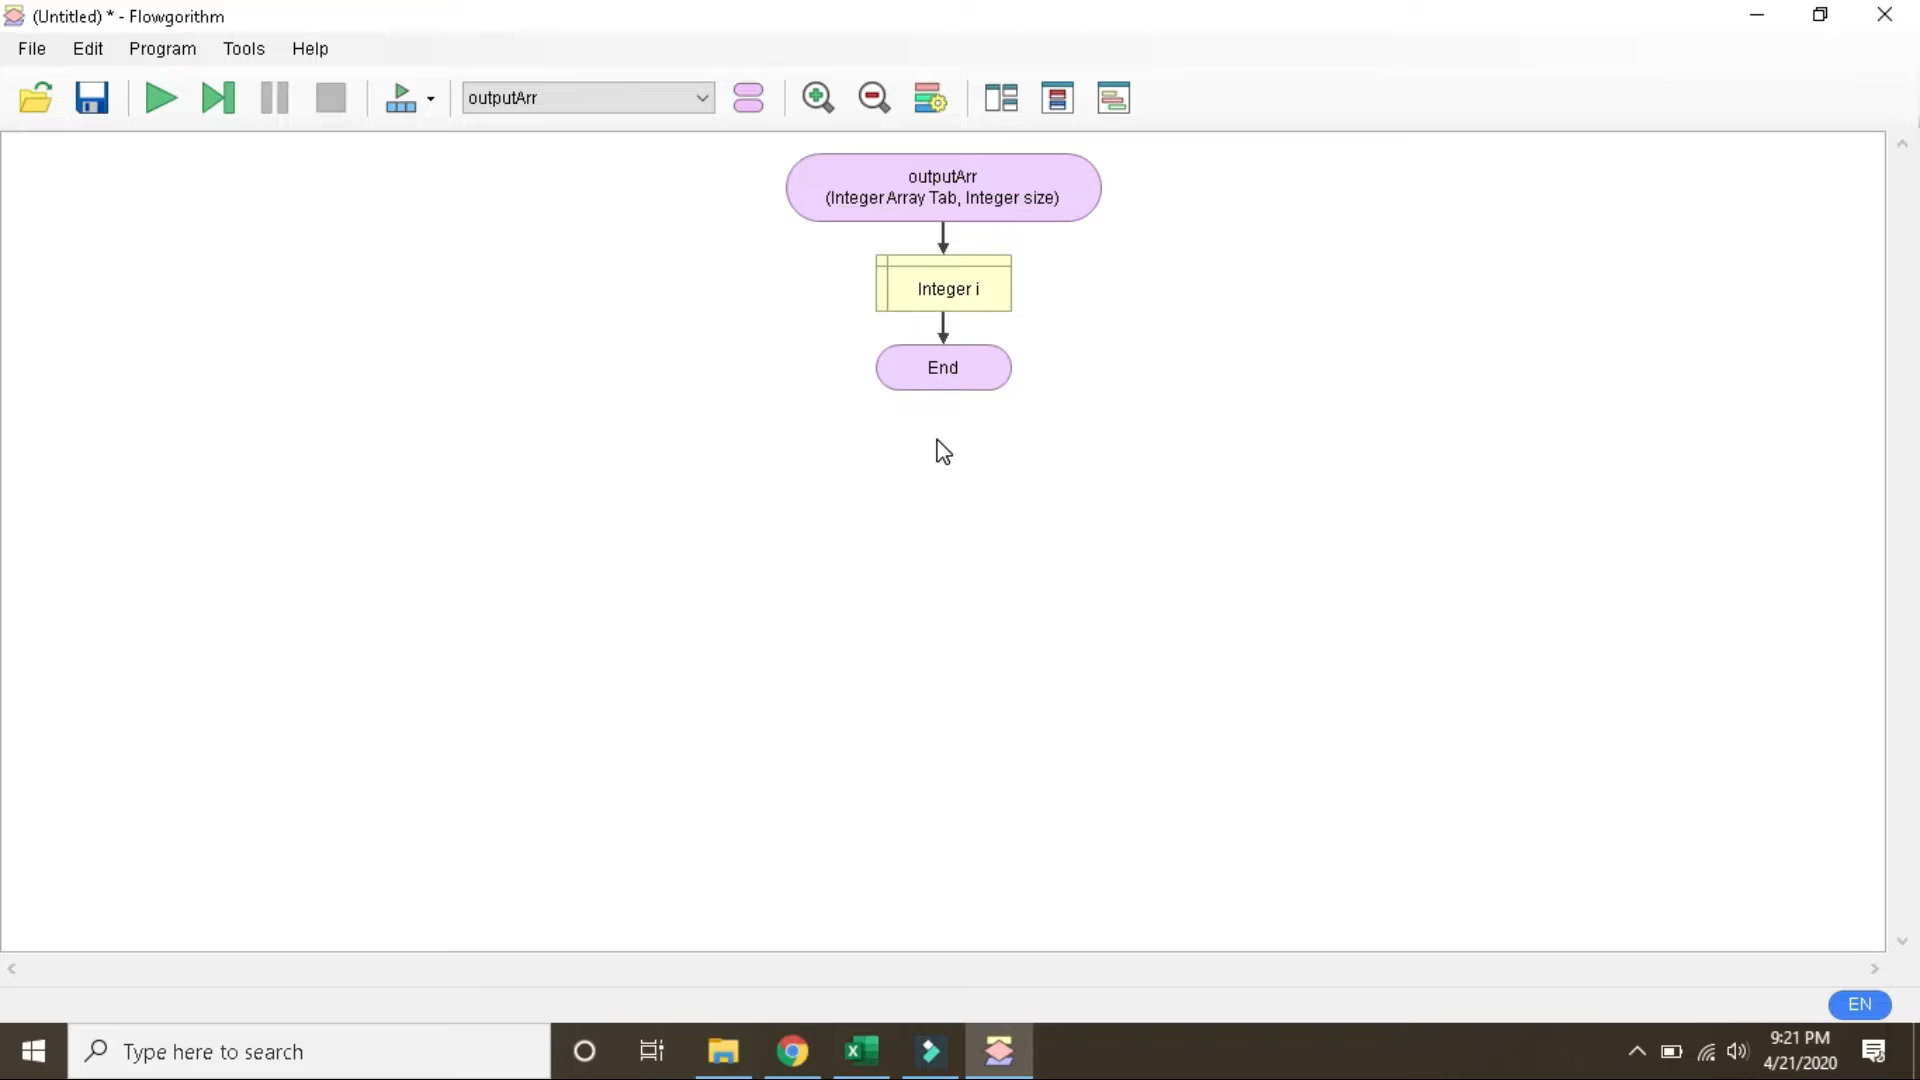 (Untitled) * - Flowgorithm
File Edit Program Tools Help
outputArr
outputArr
(Integer Array Tab, Integer size)
Integer i
End
EN
Type here to search
9:21 PM
4/21/2020